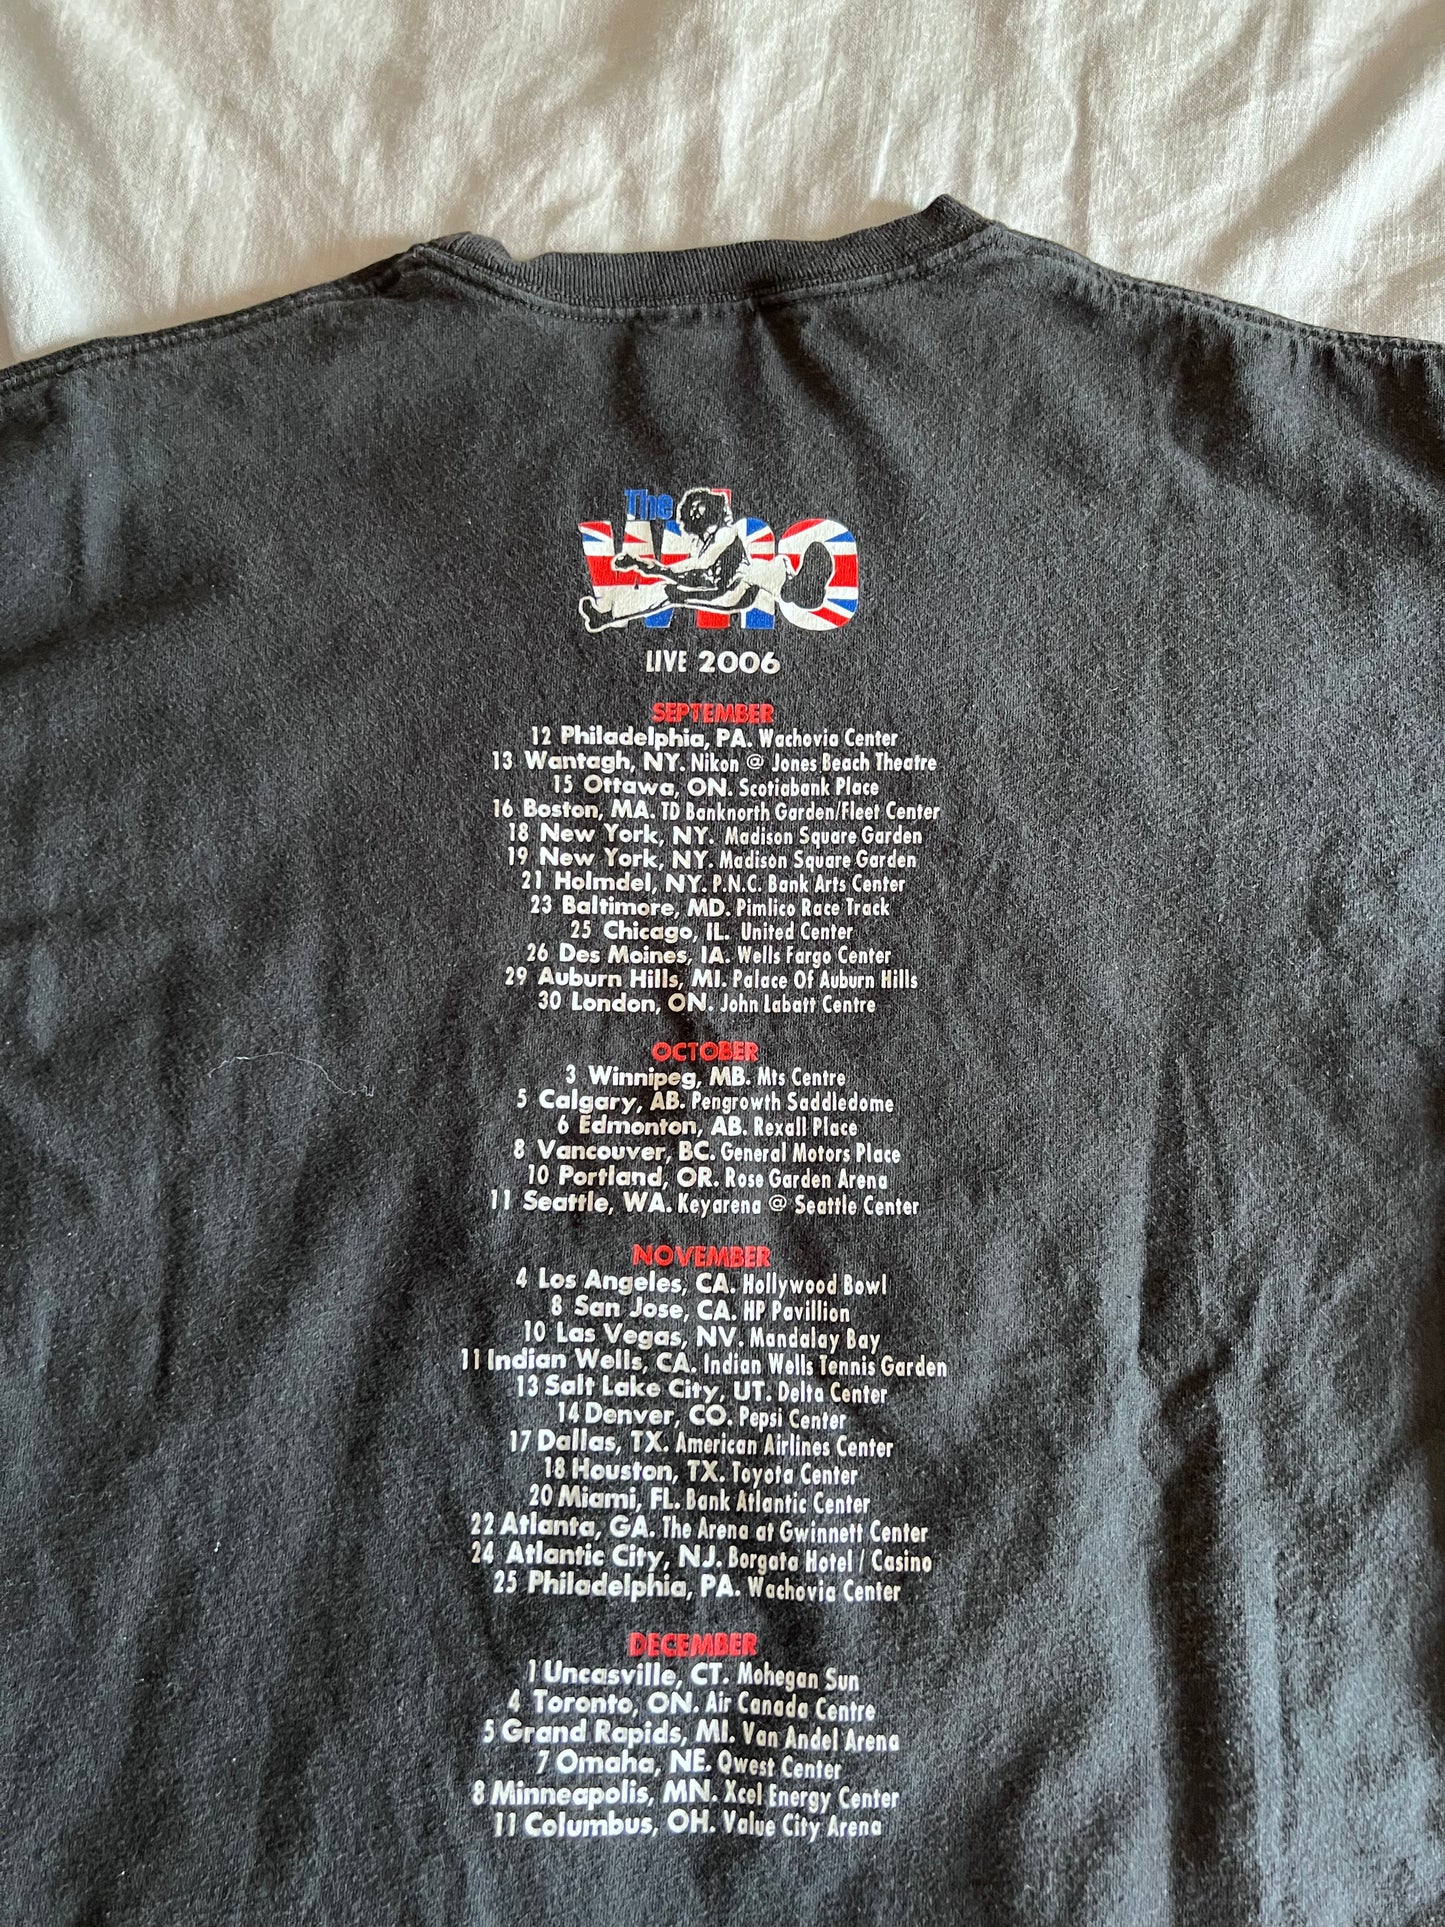 The
WHO
LIVE 2006
SEPTEMBER
12 Philadelphia, PA. Wachovia Center
13 Wantagh, NY. Nikon @ Jones Beach Theatre
15 Ottawa, ON. Scotiabank Place
16 Boston, MA. TD Banknorth Garden/Fleet Center
18 New York, NY. Madison Square Garden
19 New York, NY. Madison Square Garden
21 Holmdel, NY. P.N.C. Bank Arts Center
23 Baltimore, MD. Pimlico Race Track
25 Chicago, IL. United Center
26 Des Moines, IA. Wells Fargo Center
29 Auburn Hills, MI. Palace Of Auburn Hills
30 London, ON. John Labatt Centre
OCTOBER
3 Winnipeg, MB. Mts Centre
5 Calgary, AB. Pengrowth Saddledome
6 Edmonton, AB. Rexall Place
8 Vancouver, BC. General Motors Place
10 Portland, OR. Rose Garden Arena
11 Seattle, WA. Keyarena @ Seattle Center
NOVEMBER
4 Los Angeles, CA. Hollywood Bowl
8 San Jose, CA. HP Pavillion
10 Las Vegas, NV. Mandalay Bay
11 Indian Wells, CA. Indian Wells Tennis Garden
13 Salt Lake City, UT. Delta Center
14 Denver, CO. Pepsi Center
17 Dallas, TX. American Airlines Center
18 Houston, TX. Toyota Center
20 Miami, FL. Bank Atlantic Center
22 Atlanta, GA. The Arena at Gwinnett Center
24 Atlantic City, NJ. Borgata Hotel / Casino
25 Philadelphia, PA. Wachovia Center
DECEMBER
1 Uncasville, CT. Mohegan Sun
4 Toronto, ON. Air Canada Centre
5 Grand Rapids, MI. Van Andel Arena
7 Omaha, NE. Qwest Center
8 Minneapolis, MN. Xcel Energy Center
11 Columbus, OH. Value City Arena